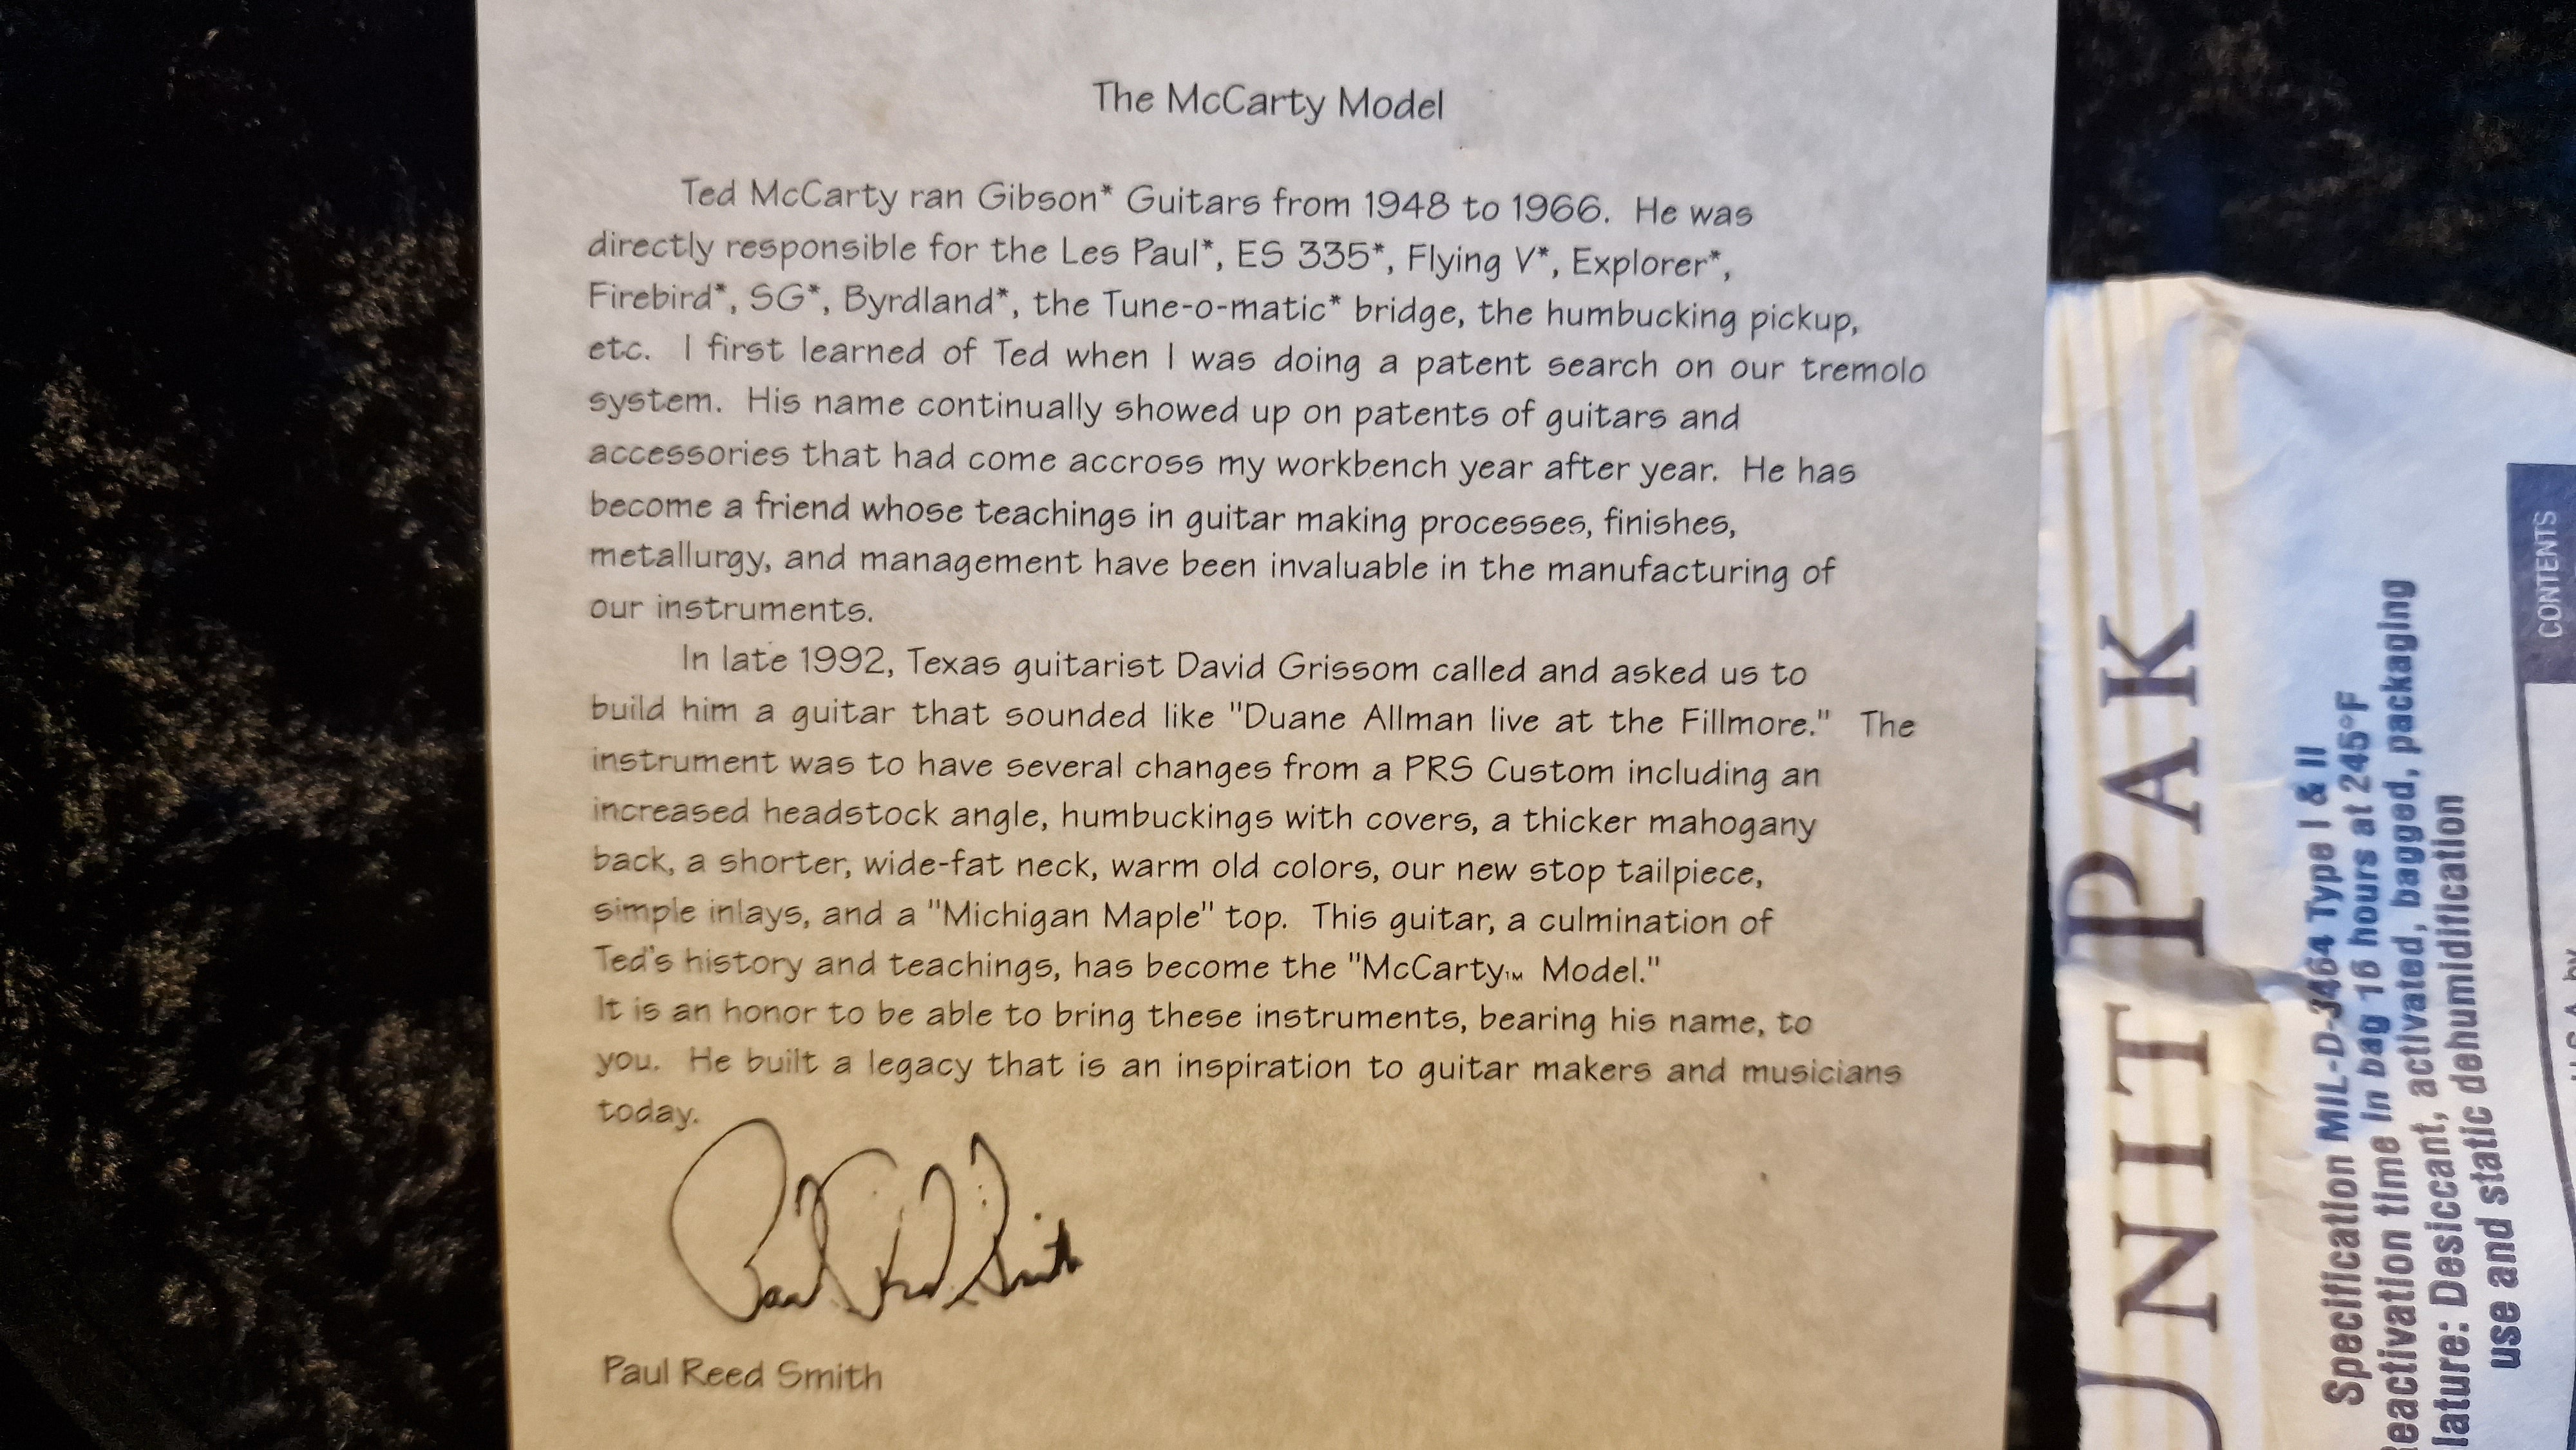 The McCarty Model
Ted McCarty ran Gibson* Guitars from 1948 to 1966. He was
directly responsible for the Les Paul*, ES 335*, Flying V*, Explorer*,
Firebird*, SG*, Byrdland*, the Tune-o-matic* bridge, the humbucking pickup,
etc. I first learned of Ted when I was doing a patent search on our tremolo
system. His name continually showed up on patents of guitars and
accessories that had come accross my workbench year after year. He has
become a friend whose teachings in guitar making processes, finishes,
metallurgy, and management have been invaluable in the manufacturing of
our instruments.
In late 1992, Texas guitarist David Grissom called and asked us to
build him a guitar that sounded like "Duane Allman live at the Fillmore." The
instrument was to have several changes from a PRS Custom including an
increased headstock angle, humbuckings with covers, a thicker mahogany
back, a shorter, wide-fat neck, warm old colors, our new stop tailpiece,
simple inlays, and a "Michigan Maple" top. This guitar, a culmination of
Ted's history and teachings, has become the "McCarty™ Model."
It is an honor to be able to bring these instruments, bearing his name, to
you. He built a legacy that is an inspiration to guitar makers and musicians
today.
Paul Reed Smith
Paul Reed Smith
UNIT PAK
Specification MIL-D-3464 Type I & II
eactivation time in bag 16 hours at 245°F
lature: Desiccant, activated, bagged, packaging
use and static dehumidification
CONTENTS